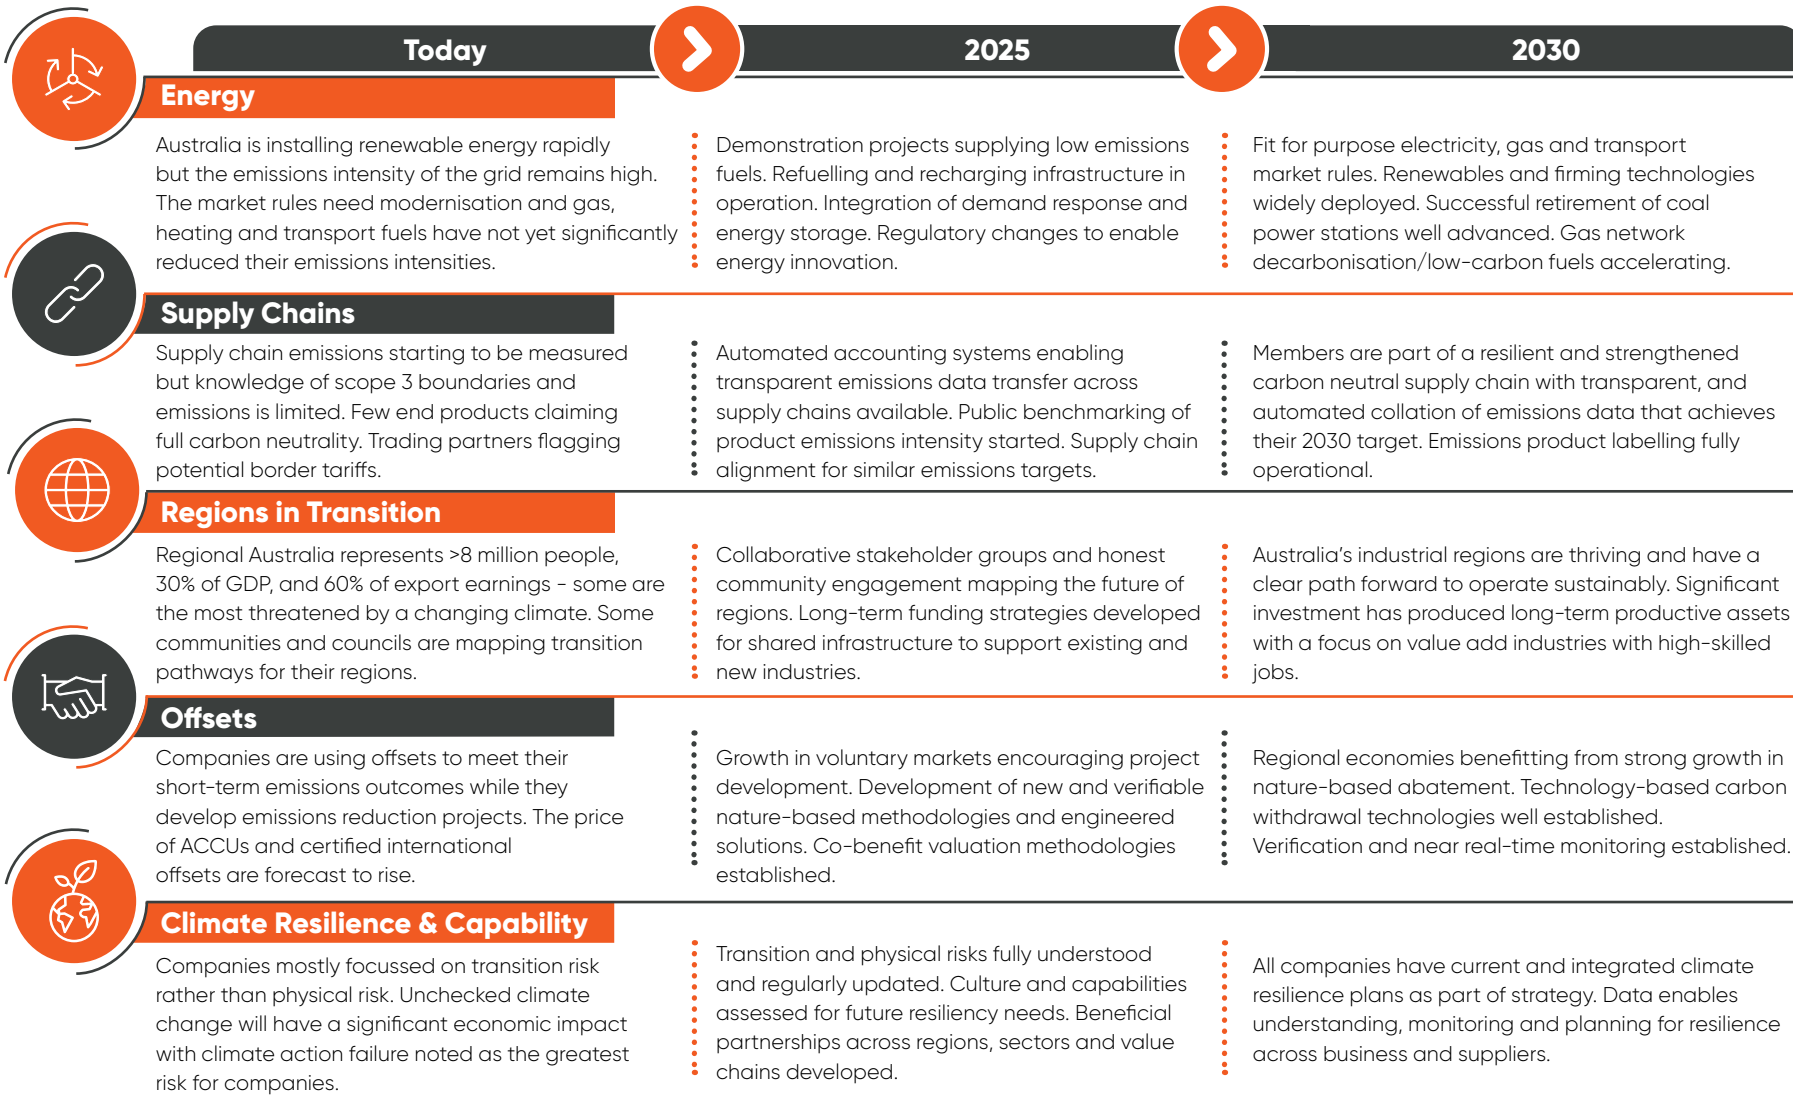 Today
2025
2030
Energy
Australia is installing renewable energy rapidly
but the emissions intensity of the grid remains high.
The market rules need modernisation and gas,
heating and transport fuels have not yet significantly
reduced their emissions intensities.
Demonstration projects supplying low emissions
fuels. Refuelling and recharging infrastructure in
operation. Integration of demand response and
energy storage. Regulatory changes to enable
energy innovation.
Fit for purpose electricity, gas and transport
market rules. Renewables and firming technologies
widely deployed. Successful retirement of coal
power stations well advanced. Gas network
decarbonisation/low-carbon fuels accelerating.
Supply Chains
Supply chain emissions starting to be measured
but knowledge of scope 3 boundaries and
emissions is limited. Few end products claiming
full carbon neutrality. Trading partners flagging
potential border tariffs.
Automated accounting systems enabling
transparent emissions data transfer across
supply chains available. Public benchmarking of
product emissions intensity started. Supply chain
alignment for similar emissions targets.
Members are part of a resilient and strengthened
carbon neutral supply chain with transparent, and
automated collation of emissions data that achieves
their 2030 target. Emissions product labelling fully
operational.
Regions in Transition
Regional Australia represents >8 million people,
30% of GDP, and 60% of export earnings - some are
the most threatened by a changing climate. Some
communities and councils are mapping transition
pathways for their regions.
Collaborative stakeholder groups and honest
community engagement mapping the future of
regions. Long-term funding strategies developed
for shared infrastructure to support existing and
new industries.
Australia's industrial regions are thriving and have a
clear path forward to operate sustainably. Significant
investment has produced long-term productive assets
with a focus on value add industries with high-skilled
jobs.
Offsets
Companies are using offsets to meet their
short-term emissions outcomes while they
develop emissions reduction projects. The price
of ACCUs and certified international
offsets are forecast to rise.
Growth in voluntary markets encouraging project
development. Development of new and verifiable
nature-based methodologies and engineered
solutions. Co-benefit valuation methodologies
established.
Regional economies benefitting from strong growth in
nature-based abatement. Technology-based carbon
withdrawal technologies well established.
Verification and near real-time monitoring established.
Climate Resilience & Capability
Companies mostly focussed on transition risk
rather than physical risk. Unchecked climate
change will have a significant economic impact
with climate action failure noted as the greatest
risk for companies.
Transition and physical risks fully understood
and regularly updated. Culture and capabilities
assessed for future resiliency needs. Beneficial
partnerships across regions, sectors and value
chains developed.
All companies have current and integrated climate
resilience plans as part of strategy. Data enables
understanding, monitoring and planning for resilience
across business and suppliers.